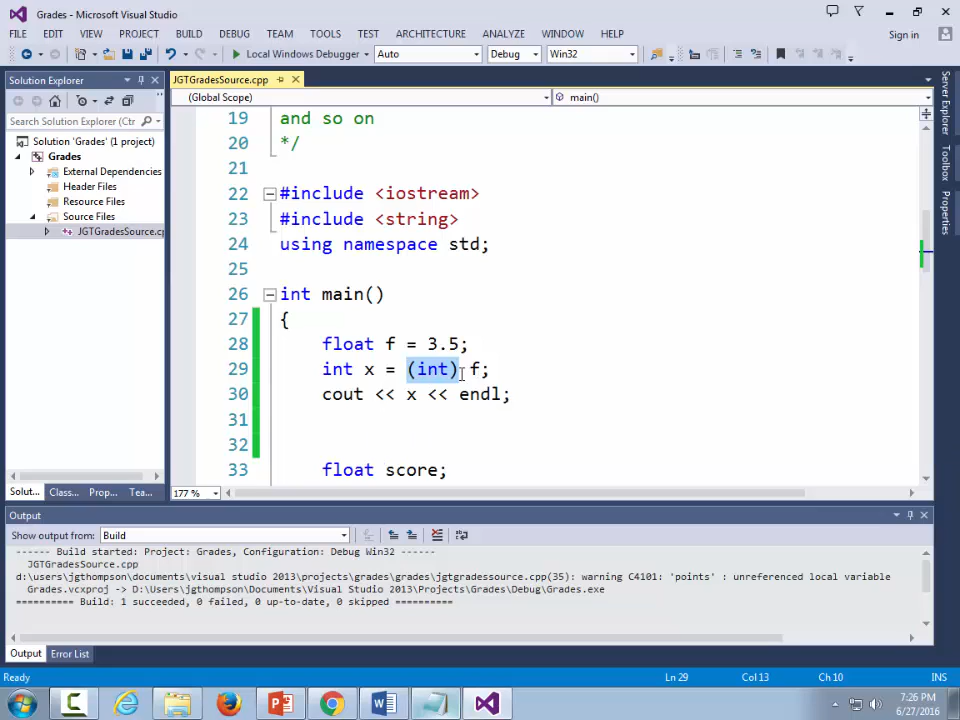 Grades - Microsoft Visual Studio
FILE EDIT VIEW PROJECT BUILD DEBUG TEAM TOOLS TEST ARCHITECTURE ANALYZE WINDOW HELP Sign in
Local Windows Debugger Auto Debug Win32
Solution Explorer
Search Solution Explorer (Ctr
Solution 'Grades' (1 project)
Grades
External Dependencies
Header Files
Resource Files
Source Files
JGTGradesSource.cp
Solut... Class... Prop... Tea...
JGTGradesSource.cpp
(Global Scope) main()
19 and so on
20 */
21
22 #include <iostream>
23 #include <string>
24 using namespace std;
25
26 int main()
27 {
28 float f = 3.5;
29 int x = (int) f;
30 cout << x << endl;
31
32
33 float score;
177 %
Server Explorer
Toolbox
Properties
Output
Show output from: Build
------ Build started: Project: Grades, Configuration: Debug Win32 ------
JGTGradesSource.cpp
d:\users\jgthompson\documents\visual studio 2013\projects\grades\grades\jgtgradessource.cpp(35): warning C4101: 'points' : unreferenced local variable
Grades.vcxproj -> D:\Users\JGThompson\Documents\Visual Studio 2013\Projects\Grades\Debug\Grades.exe
========== Build: 1 succeeded, 0 failed, 0 up-to-date, 0 skipped ==========
Output Error List
Ready Ln 29 Col 13 Ch 10 INS
7:26 PM
6/27/2016